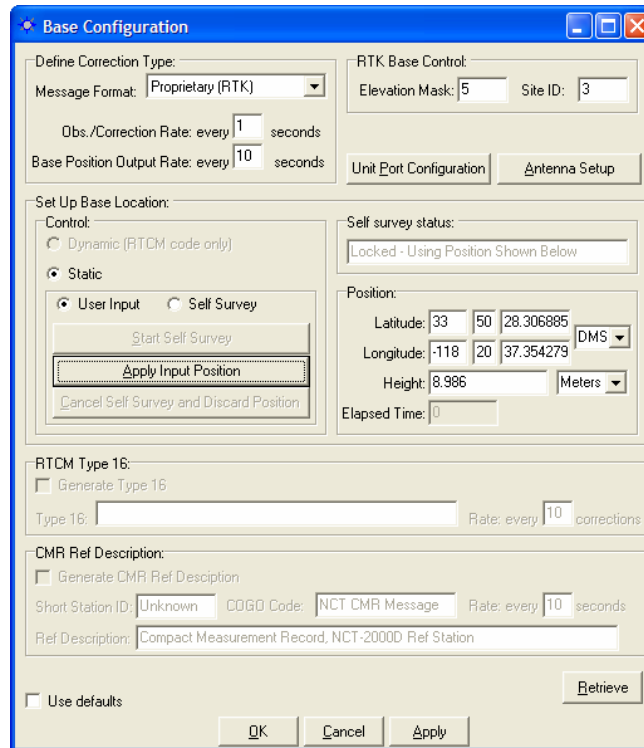 Base Configuration
Define Correction Type:
Message Format: Proprietary (RTK)
Obs./Correction Rate: every 1 seconds
Base Position Output Rate: every 10 seconds
RTK Base Control:
Elevation Mask: 5 Site ID: 3
Unit Port Configuration Antenna Setup
Set Up Base Location:
Control:
Dynamic (RTCM code only)
Static
User Input Self Survey
Start Self Survey
Apply Input Position
Cancel Self Survey and Discard Position
Self survey status:
Locked - Using Position Shown Below
Position:
Latitude: 33 50 28.306885
DMS
Longitude: -118 20 37.354279
Height: 8.986 Meters
Elapsed Time: 0
RTCM Type 16:
Generate Type 16
Type 16: Rate: every 10 corrections
CMR Ref Description:
Generate CMR Ref Desciption
Short Station ID: Unknown COGO Code: NCT CMR Message Rate: every 10 seconds
Ref Description: Compact Measurement Record, NCT-2000D Ref Station
Retrieve
Use defaults
OK Cancel Apply